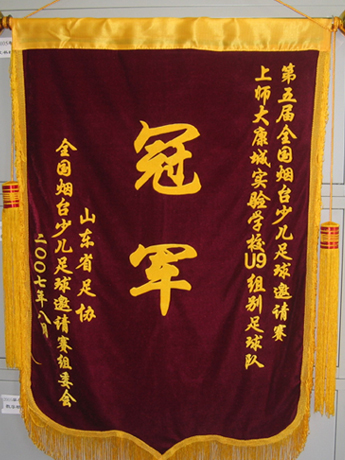 第五届全国烟台少儿足球邀请赛
上师大康城实验学校U9组别足球队
冠军
山东省足协
全国烟台少儿足球邀请赛组委会
二00七年八月